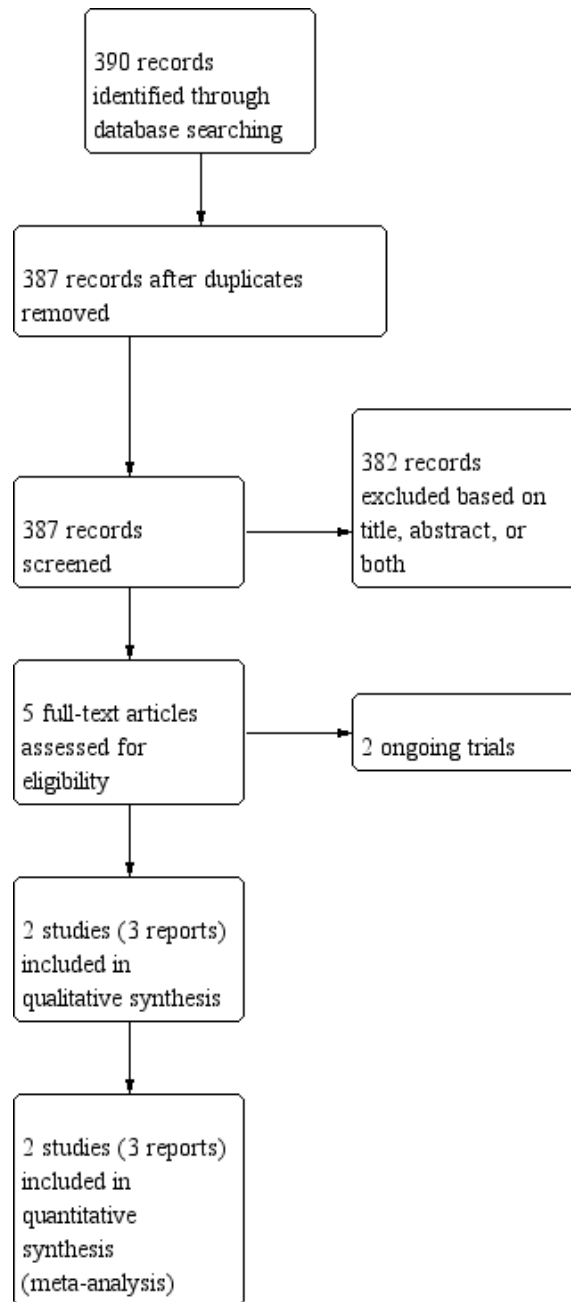 390 records
identified through
database searching
387 records after duplicates
removed
387 records
screened
382 records
excluded based on
title, abstract, or
both
5 full-text articles
assessed for
eligibility
2 ongoing trials
2 studies (3 reports)
included in
qualitative synthesis
2 studies (3 reports)
included in
quantitative
synthesis
(meta-analysis)